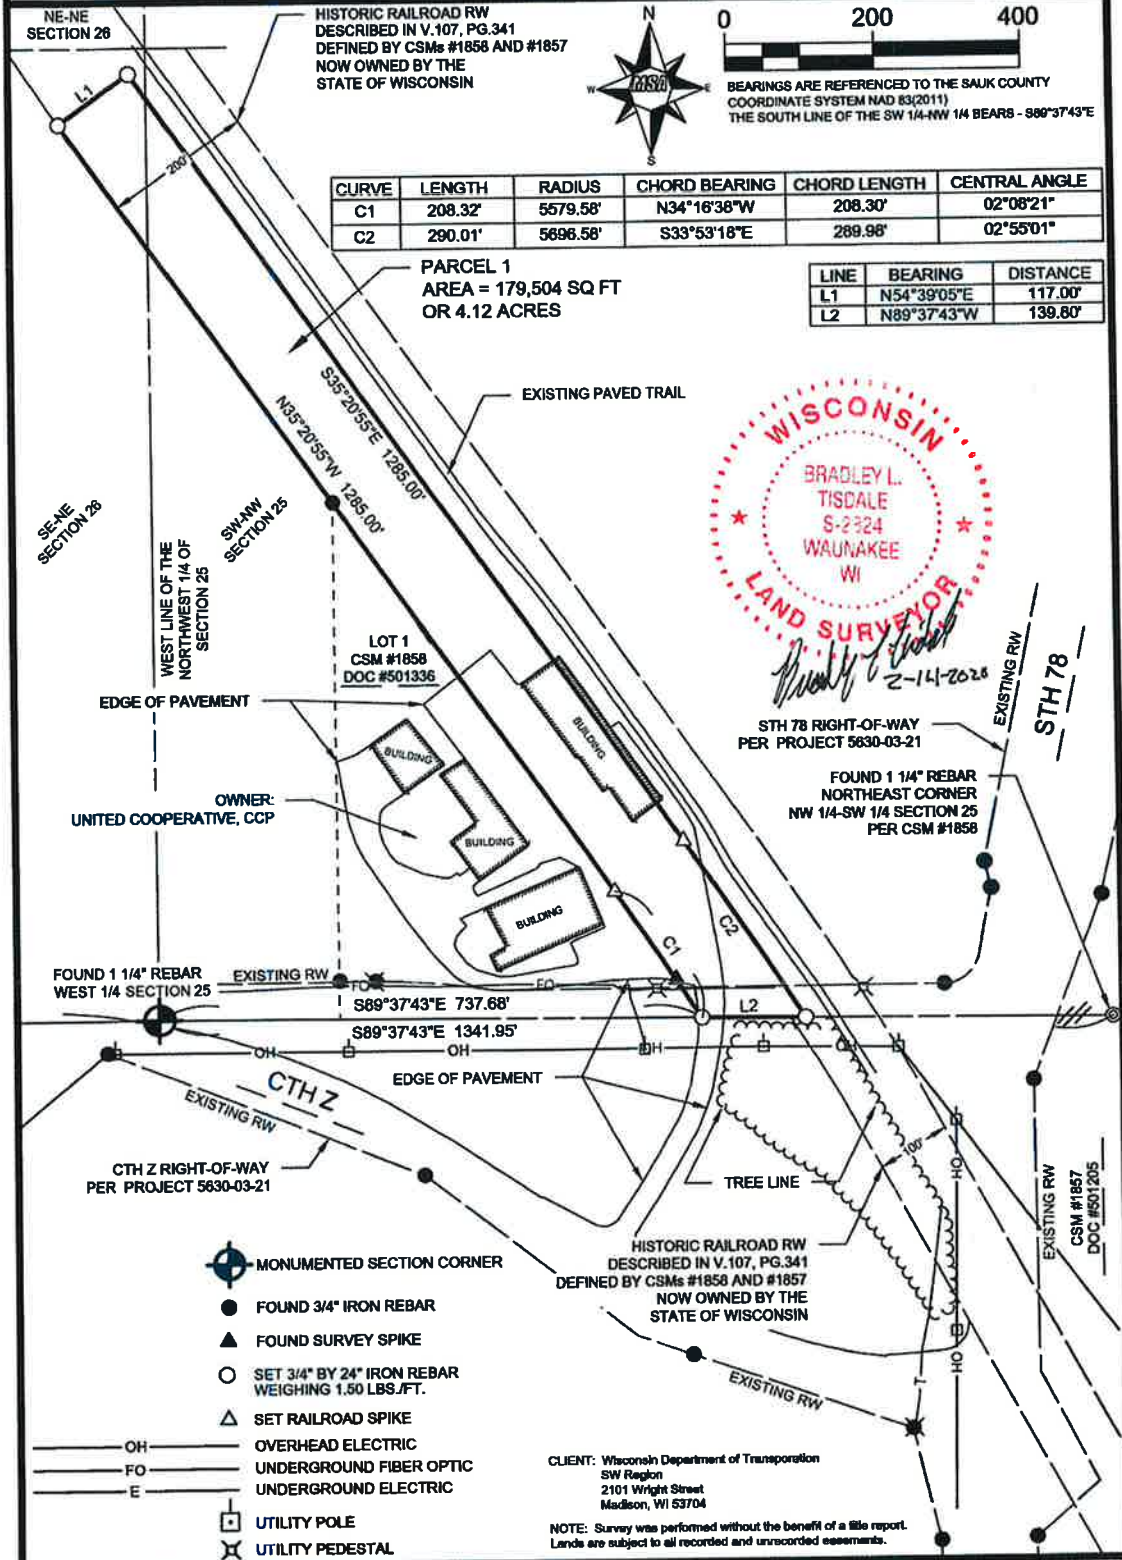 NE-NE
SECTION 26
HISTORIC RAILROAD RW
DESCRIBED IN V.107, PG.341
DEFINED BY CSMs #1858 AND #1857
NOW OWNED BY THE
STATE OF WISCONSIN
N
W
E
S
MSA
0 200 400
BEARINGS ARE REFERENCED TO THE SAUK COUNTY
COORDINATE SYSTEM NAD 83(2011)
THE SOUTH LINE OF THE SW 1/4-NW 1/4 BEARS - S89°37'43"E
L1
200'
CURVE LENGTH RADIUS CHORD BEARING CHORD LENGTH CENTRAL ANGLE
C1 208.32' 5579.58' N34°16'38"W 208.30' 02°08'21"
C2 290.01' 5696.58' S33°53'18"E 289.98' 02°55'01"
PARCEL 1
AREA = 179,504 SQ FT
OR 4.12 ACRES
LINE BEARING DISTANCE
L1 N54°39'05"E 117.00'
L2 N89°37'43"W 139.80'
S35°20'55"E 1285.00'
N35°20'55"W 1285.00'
EXISTING PAVED TRAIL
WISCONSIN
BRADLEY L.
TISDALE
S-2824
WAUNAKEE
WI
LAND SURVEYOR
2-14-2020
SE-NE
SECTION 26
SW-NW
SECTION 25
WEST LINE OF THE
NORTHWEST 1/4 OF
SECTION 25
LOT 1
CSM #1858
DOC #501336
EDGE OF PAVEMENT
BUILDING
BUILDING
BUILDING
BUILDING
OWNER:
UNITED COOPERATIVE, CCP
EXISTING RW
STH 78
STH 78 RIGHT-OF-WAY
PER PROJECT 5630-03-21
FOUND 1 1/4" REBAR
NORTHEAST CORNER
NW 1/4-SW 1/4 SECTION 25
PER CSM #1858
C1
C2
FOUND 1 1/4" REBAR
WEST 1/4 SECTION 25
EXISTING RW
FO
FO
S89°37'43"E 737.68'
L2
S89°37'43"E 1341.95'
OH
OH
OH
OH
EDGE OF PAVEMENT
CTH Z
EXISTING RW
CTH Z RIGHT-OF-WAY
PER PROJECT 5630-03-21
TREE LINE
100'
OH
EXISTING RW
CSM #1857
DOC #501205
HISTORIC RAILROAD RW
DESCRIBED IN V.107, PG.341
DEFINED BY CSMs #1858 AND #1857
NOW OWNED BY THE
STATE OF WISCONSIN
OH
T
EXISTING RW
MONUMENTED SECTION CORNER
FOUND 3/4" IRON REBAR
FOUND SURVEY SPIKE
SET 3/4" BY 24" IRON REBAR
WEIGHING 1.50 LBS./FT.
SET RAILROAD SPIKE
OH OVERHEAD ELECTRIC
FO UNDERGROUND FIBER OPTIC
E UNDERGROUND ELECTRIC
UTILITY POLE
UTILITY PEDESTAL
CLIENT: Wisconsin Department of Transportation
SW Region
2101 Wright Street
Madison, WI 53704
NOTE: Survey was performed without the benefit of a title report.
Lands are subject to all recorded and unrecorded easements.